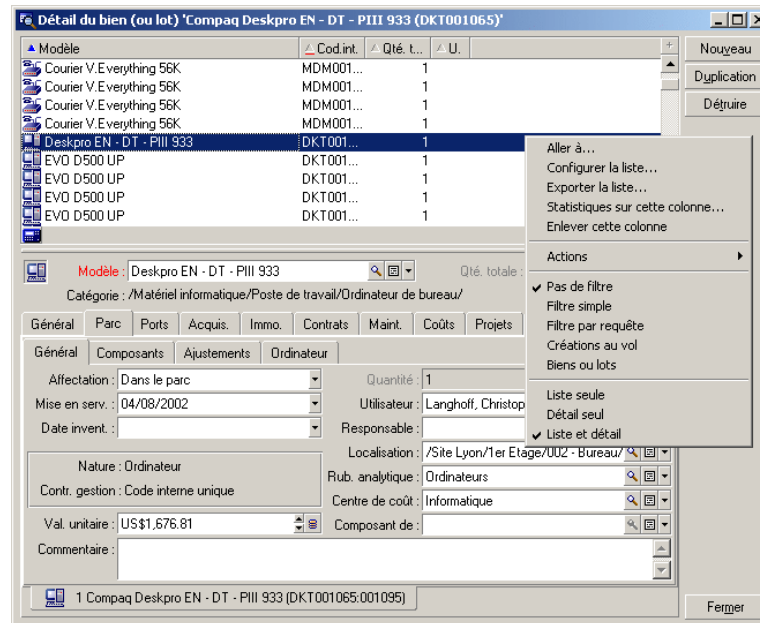 Détail du bien (ou lot) 'Compaq Deskpro EN - DT - PIII 933 (DKT001065)'
Modèle Cod.int. Qté. t... U.
Courier V.Everything 56K MDM001... 1
Courier V.Everything 56K MDM001... 1
Courier V.Everything 56K MDM001... 1
Courier V.Everything 56K MDM001... 1
Deskpro EN - DT - PIII 933 DKT001... 1
EVO D500 UP DKT001... 1
EVO D500 UP DKT001... 1
EVO D500 UP DKT001... 1
EVO D500 UP DKT001... 1
Nouveau
Duplication
Détruire
Aller à...
Configurer la liste...
Exporter la liste...
Statistiques sur cette colonne...
Enlever cette colonne
Actions
Pas de filtre
Filtre simple
Filtre par requête
Créations au vol
Biens ou lots
Liste seule
Détail seul
Liste et détail
Modèle : Deskpro EN - DT - PIII 933 Qté. totale :
Catégorie : /Matériel informatique/Poste de travail/Ordinateur de bureau/
Général Parc Ports Acquis. Immo. Contrats Maint. Coûts Projets
Général Composants Ajustements Ordinateur
Affectation : Dans le parc Quantité : 1
Mise en serv. : 04/08/2002 Utilisateur : Langhoff, Christop
Date invent. : Responsable :
Localisation : /Site Lyon/1er Etage/002 - Bureau/
Nature : Ordinateur Rub. analytique : Ordinateurs
Contr. gestion : Code interne unique Centre de coût : Informatique
Val. unitaire : US$1,676.81 Composant de :
Commentaire :
1 Compaq Deskpro EN - DT - PIII 933 (DKT001065:001095)
Fermer